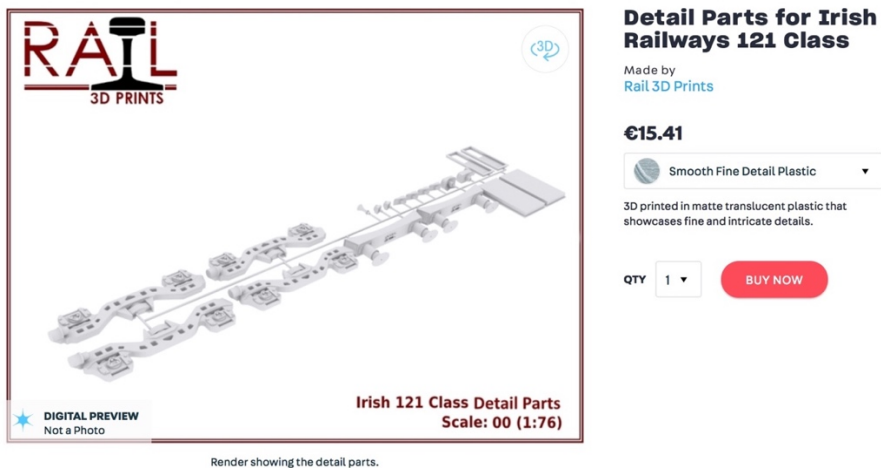 RAIL
3D PRINTS
3D
Irish 121 Class Detail Parts
Scale: 00 (1:76)
DIGITAL PREVIEW
Not a Photo
Render showing the detail parts.
Detail Parts for Irish
Railways 121 Class
Made by
Rail 3D Prints
€15.41
Smooth Fine Detail Plastic
3D printed in matte translucent plastic that
showcases fine and intricate details.
QTY 1 BUY NOW